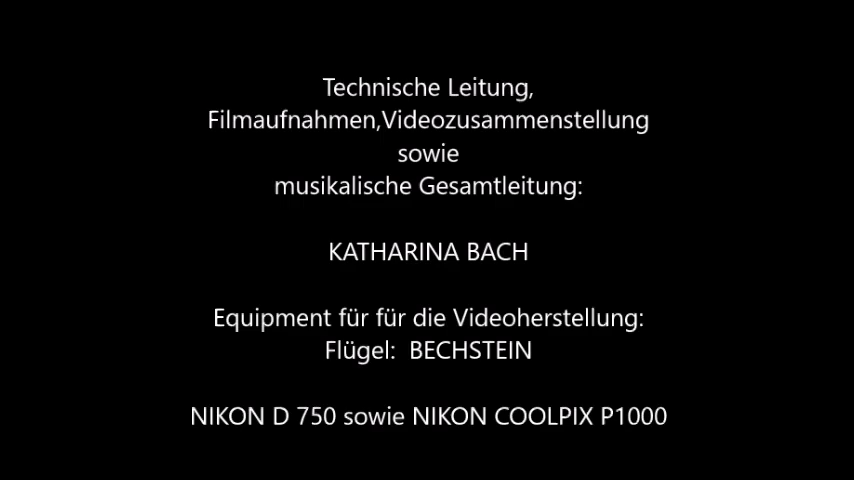 Technische Leitung,
Filmaufnahmen,Videozusammenstellung
sowie
musikalische Gesamtleitung:
KATHARINA BACH
Equipment für für die Videoherstellung:
Flügel:  BECHSTEIN
NIKON D 750 sowie NIKON COOLPIX P1000